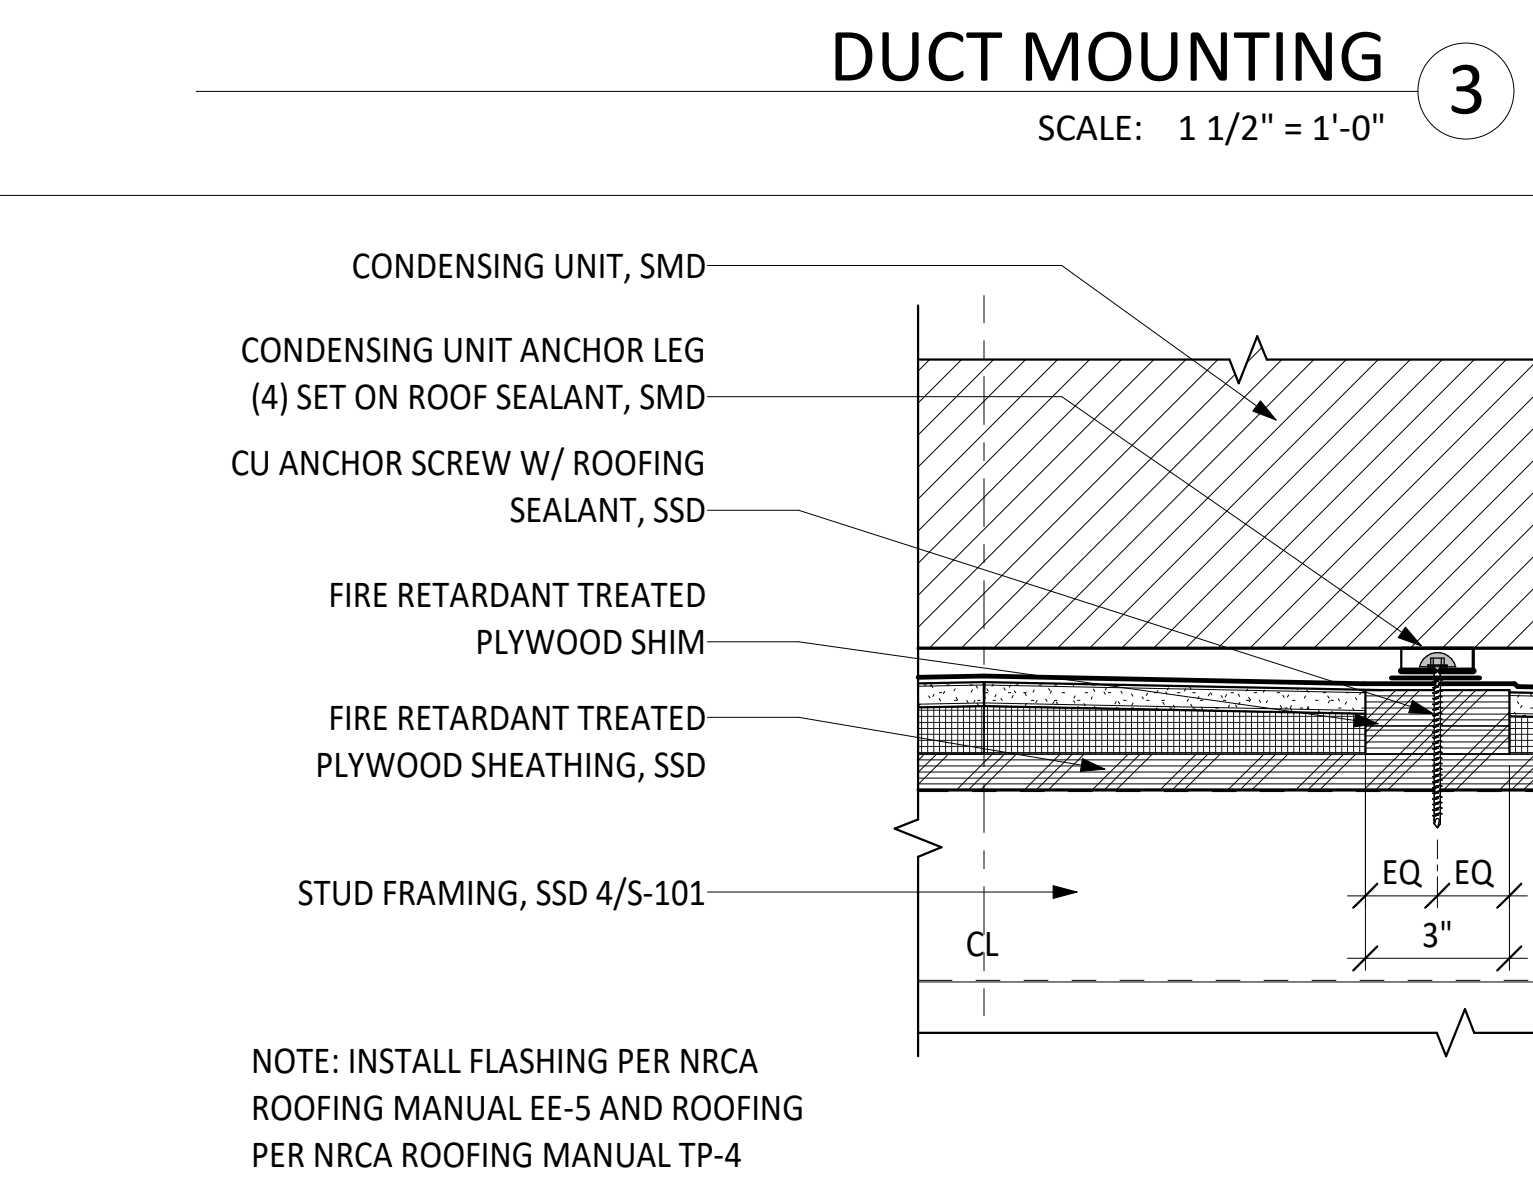 DUCT MOUNTING
3
SCALE: 1 1/2" = 1'-0"
CONDENSING UNIT, SMD
CONDENSING UNIT ANCHOR LEG
(4) SET ON ROOF SEALANT, SMD
CU ANCHOR SCREW W/ ROOFING
SEALANT, SSD
FIRE RETARDANT TREATED
PLYWOOD SHIM
FIRE RETARDANT TREATED
PLYWOOD SHEATHING, SSD
STUD FRAMING, SSD 4/S-101
EQ EQ
3"
CL
NOTE: INSTALL FLASHING PER NRCA
ROOFING MANUAL EE-5 AND ROOFING
PER NRCA ROOFING MANUAL TP-4